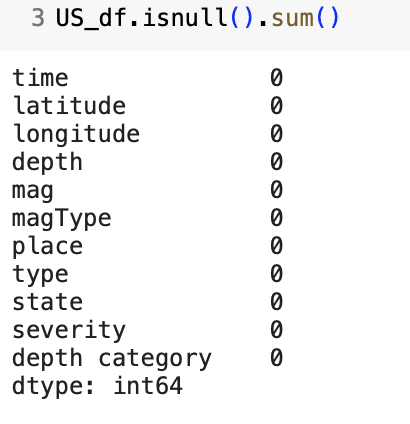 3 US_df.isnull().sum()
time 0
latitude 0
longitude 0
depth 0
mag 0
magType 0
place 0
type 0
state 0
severity 0
depth category 0
dtype: int64